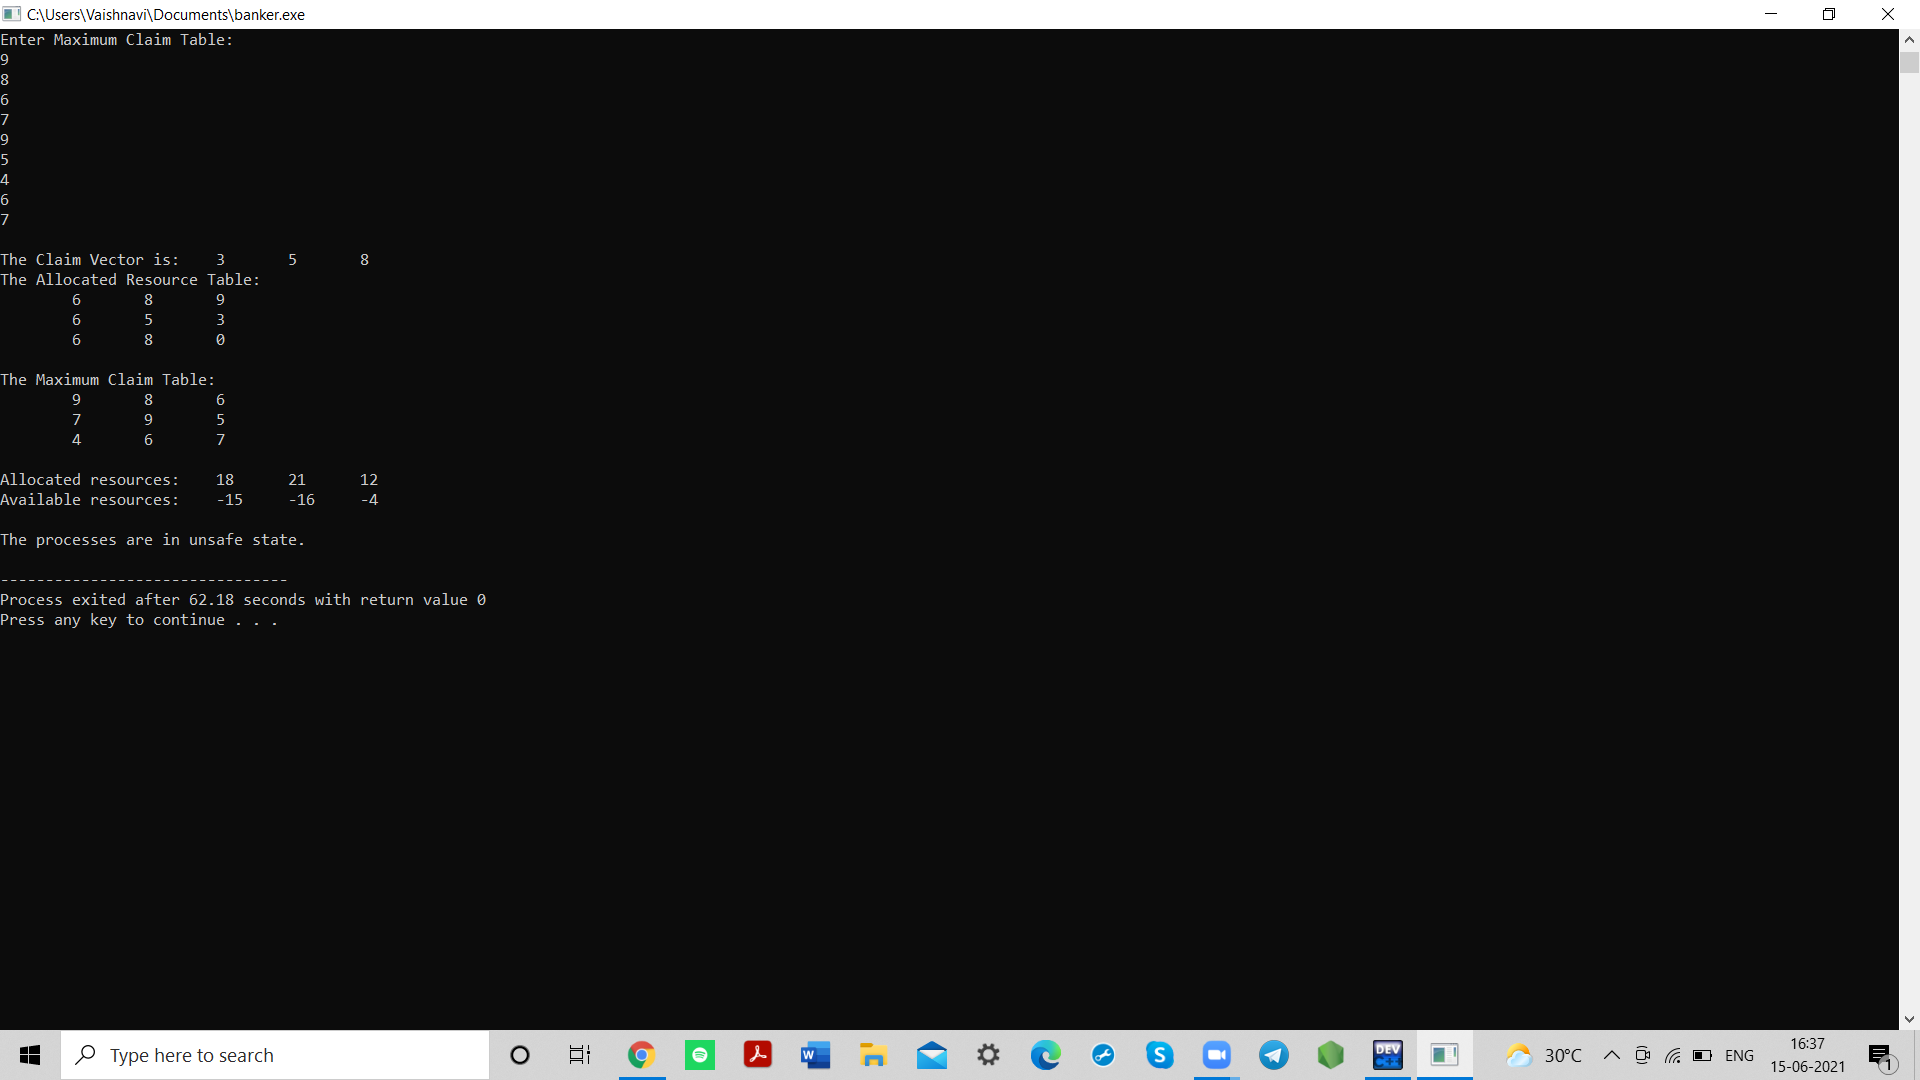 C:\Users\Vaishnavi\Documents\banker.exe
Enter Maximum Claim Table:
9
8
6
7
9
5
4
6
7
The Claim Vector is: 3 5 8
The Allocated Resource Table:
6 8 9
6 5 3
6 8 0
The Maximum Claim Table:
9 8 6
7 9 5
4 6 7
Allocated resources: 18 21 12
Available resources: -15 -16 -4
The processes are in unsafe state.
--------------------------------
Process exited after 62.18 seconds with return value 0
Press any key to continue . . .
Type here to search
W
S
DEV
C++
30°C
ENG
16:37
15-06-2021
1